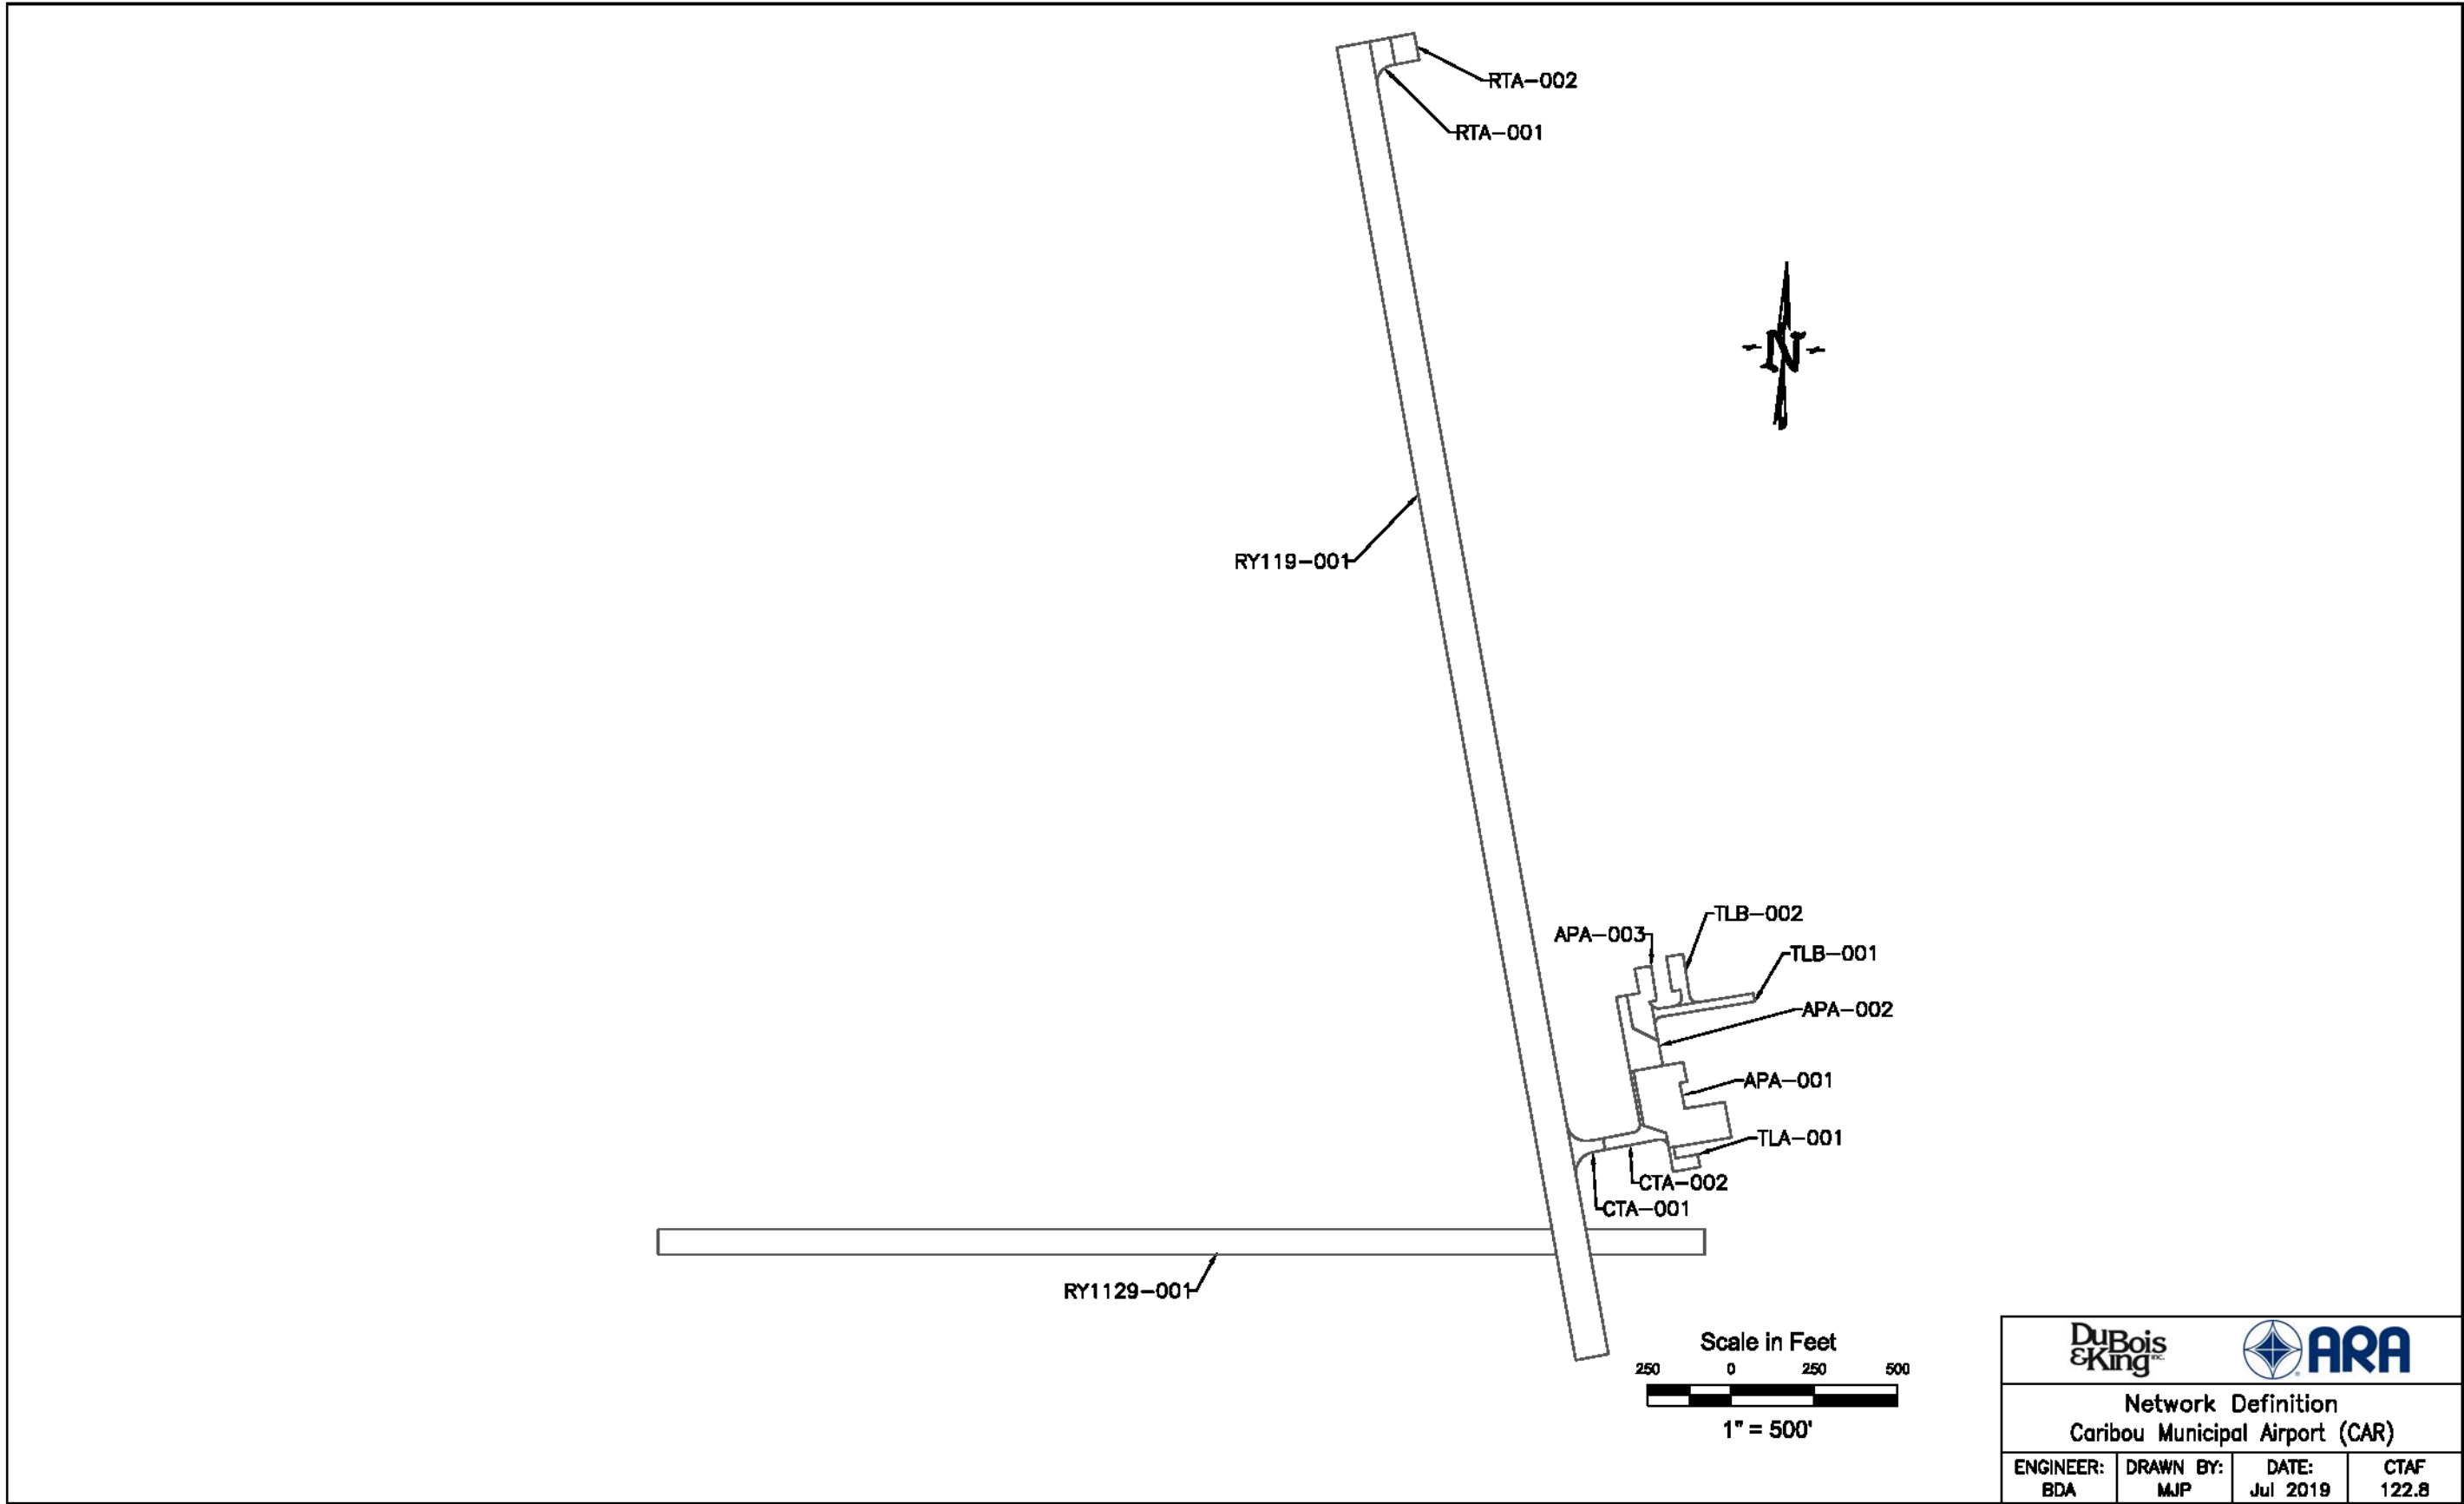 RTA-002
RTA-001
N
RY119-001
TLB-002
APA-003
TLB-001
APA-002
APA-001
TLA-001
CTA-002
CTA-001
RY1129-001
Scale in Feet
250 0 250 500
1" = 500'
DuBois
&King inc.
ARA
Network Definition
Caribou Municipal Airport (CAR)
ENGINEER: DRAWN BY: DATE: CTAF
BDA MJP Jul 2019 122.8